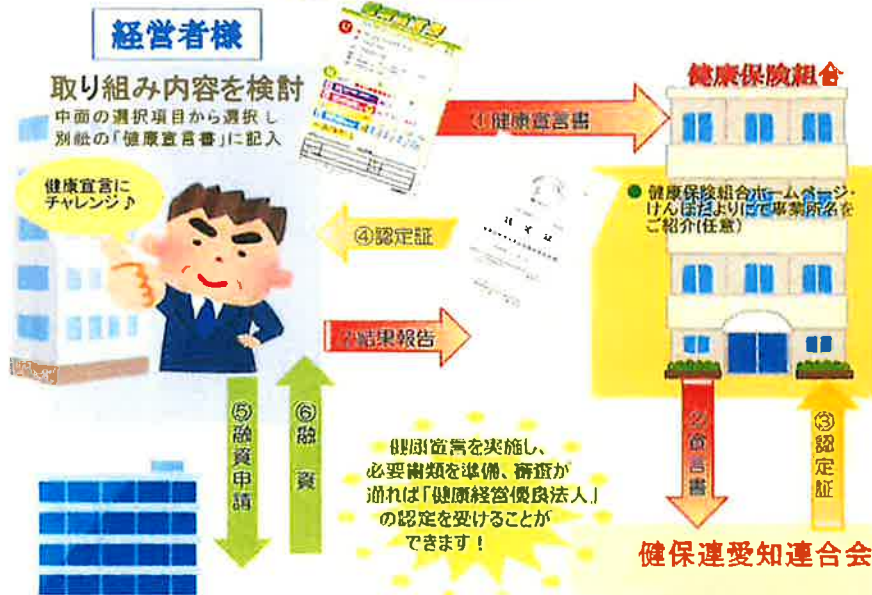 経営者様
取り組み内容を検討
中面の選択項目から選択し
別紙の「健康宣言書」に記入
健康宣言に
チャレンジ♪
①健康宣言書
健康保険組合
● 健康保険組合ホームページ・
けんぽだよりにて事業所名を
ご紹介(任意)
④認定証
認定証
結果報告
⑤融資申請
⑥融資
②宣言書
③認定証
健康宣言を実施し、
必要書類を準備、審査が
通れば「健康経営優良法人」
の認定を受けることが
できます！
健保連愛知連合会